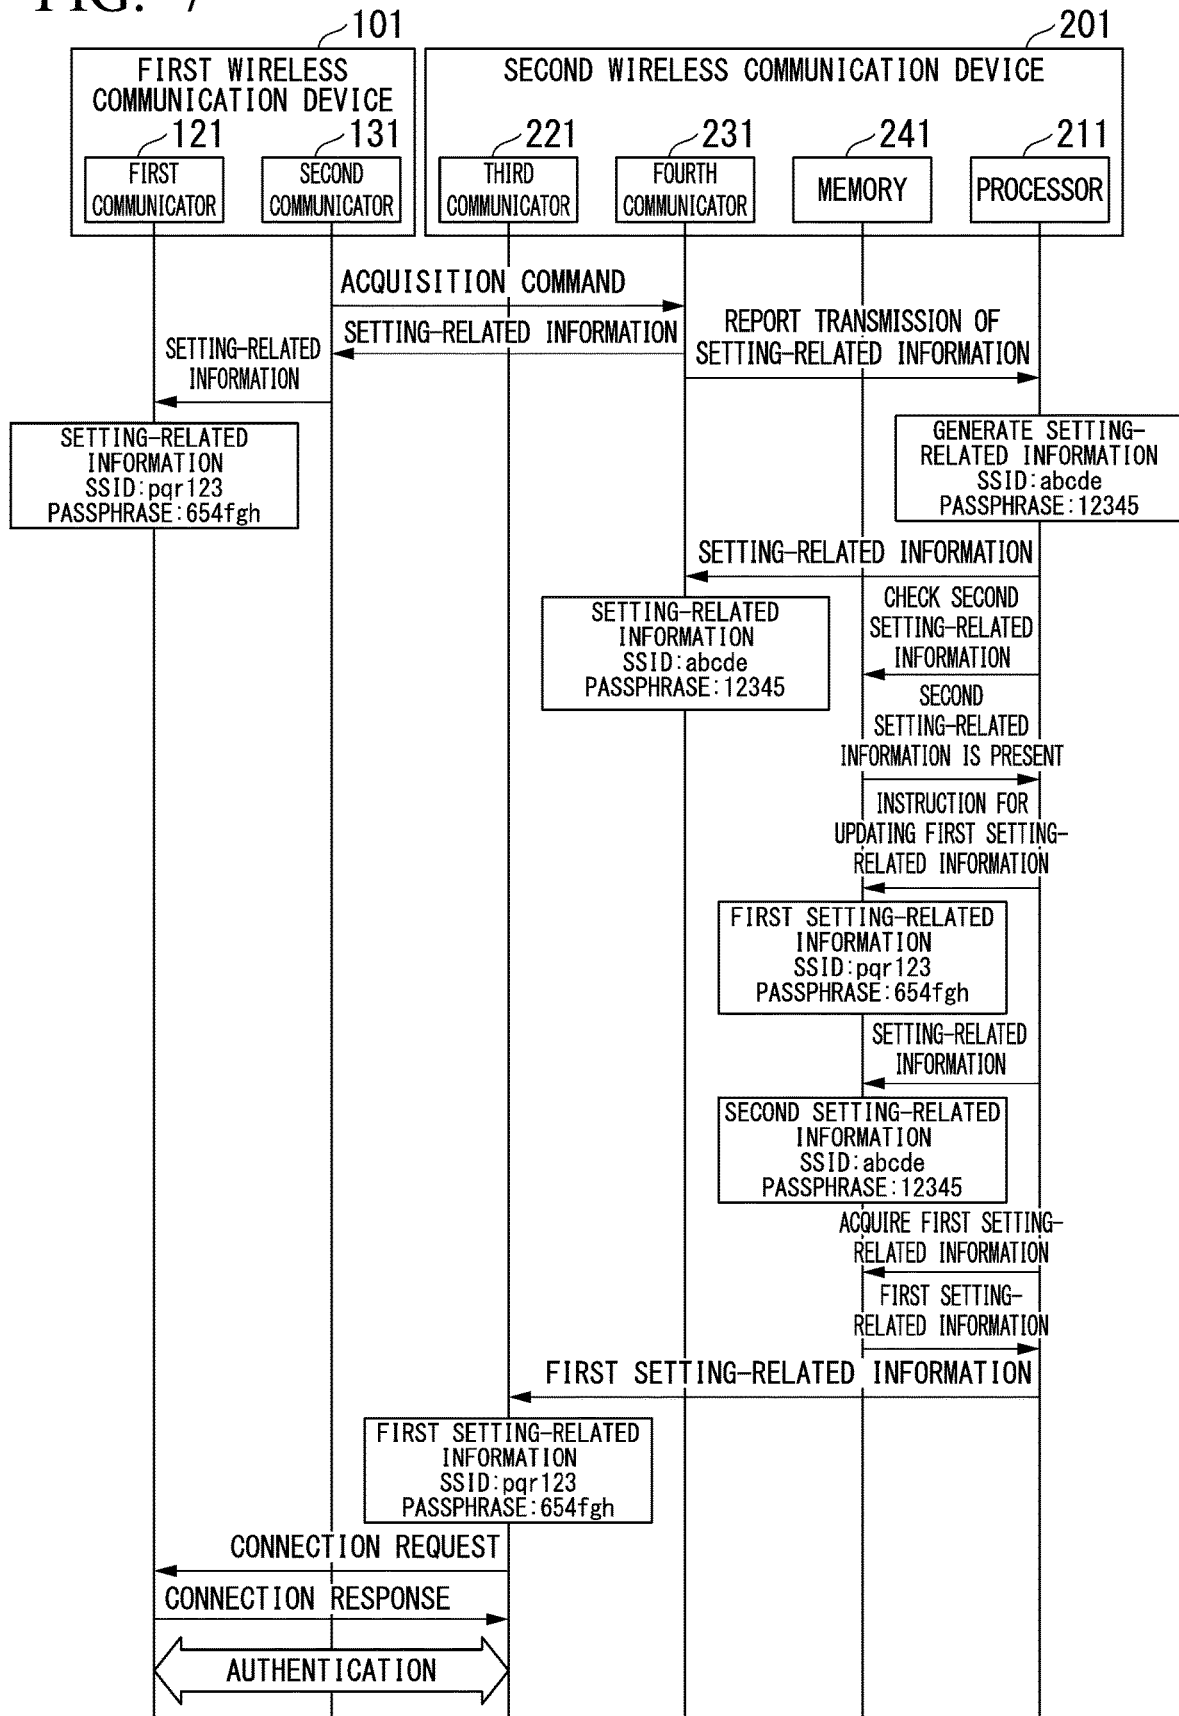 FIG. 7
101
201
FIRST WIRELESS
COMMUNICATION DEVICE
SECOND WIRELESS COMMUNICATION DEVICE
121
131
221
231
241
211
FIRST
COMMUNICATOR
SECOND
COMMUNICATOR
THIRD
COMMUNICATOR
FOURTH
COMMUNICATOR
MEMORY
PROCESSOR
ACQUISITION COMMAND
SETTING-RELATED INFORMATION
REPORT TRANSMISSION OF
SETTING-RELATED INFORMATION
SETTING-RELATED
INFORMATION
SETTING-RELATED
INFORMATION
SSID:pqr123
PASSPHRASE:654fgh
GENERATE SETTING-
RELATED INFORMATION
SSID:abcde
PASSPHRASE:12345
SETTING-RELATED INFORMATION
SETTING-RELATED
INFORMATION
SSID:abcde
PASSPHRASE:12345
CHECK SECOND
SETTING-RELATED
INFORMATION
SECOND
SETTING-RELATED
INFORMATION IS PRESENT
INSTRUCTION FOR
UPDATING FIRST SETTING-
RELATED INFORMATION
FIRST SETTING-RELATED
INFORMATION
SSID:pqr123
PASSPHRASE:654fgh
SETTING-RELATED
INFORMATION
SECOND SETTING-RELATED
INFORMATION
SSID:abcde
PASSPHRASE:12345
ACQUIRE FIRST SETTING-
RELATED INFORMATION
FIRST SETTING-
RELATED INFORMATION
FIRST SETTING-RELATED INFORMATION
FIRST SETTING-RELATED
INFORMATION
SSID:pqr123
PASSPHRASE:654fgh
CONNECTION REQUEST
CONNECTION RESPONSE
AUTHENTICATION